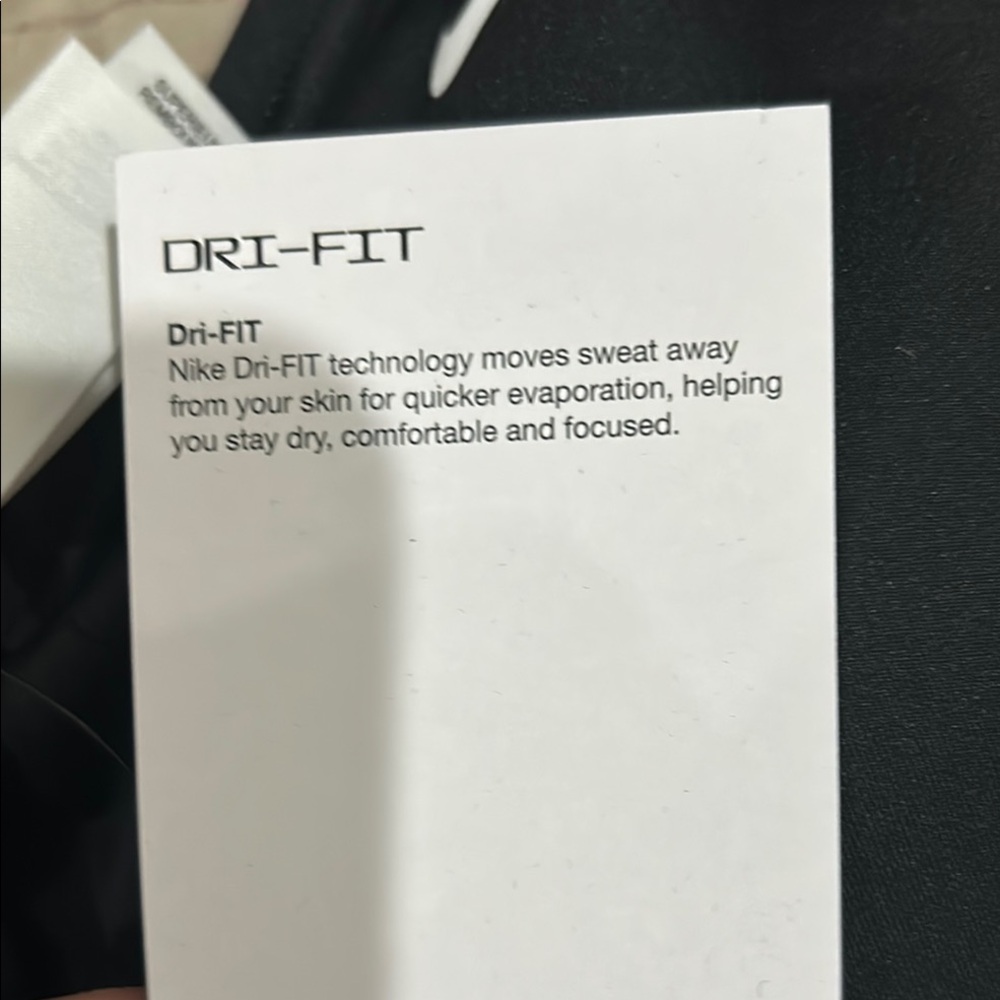 DRI-FIT
Dri-FIT
Nike Dri-FIT technology moves sweat away
from your skin for quicker evaporation, helping
you stay dry, comfortable and focused.